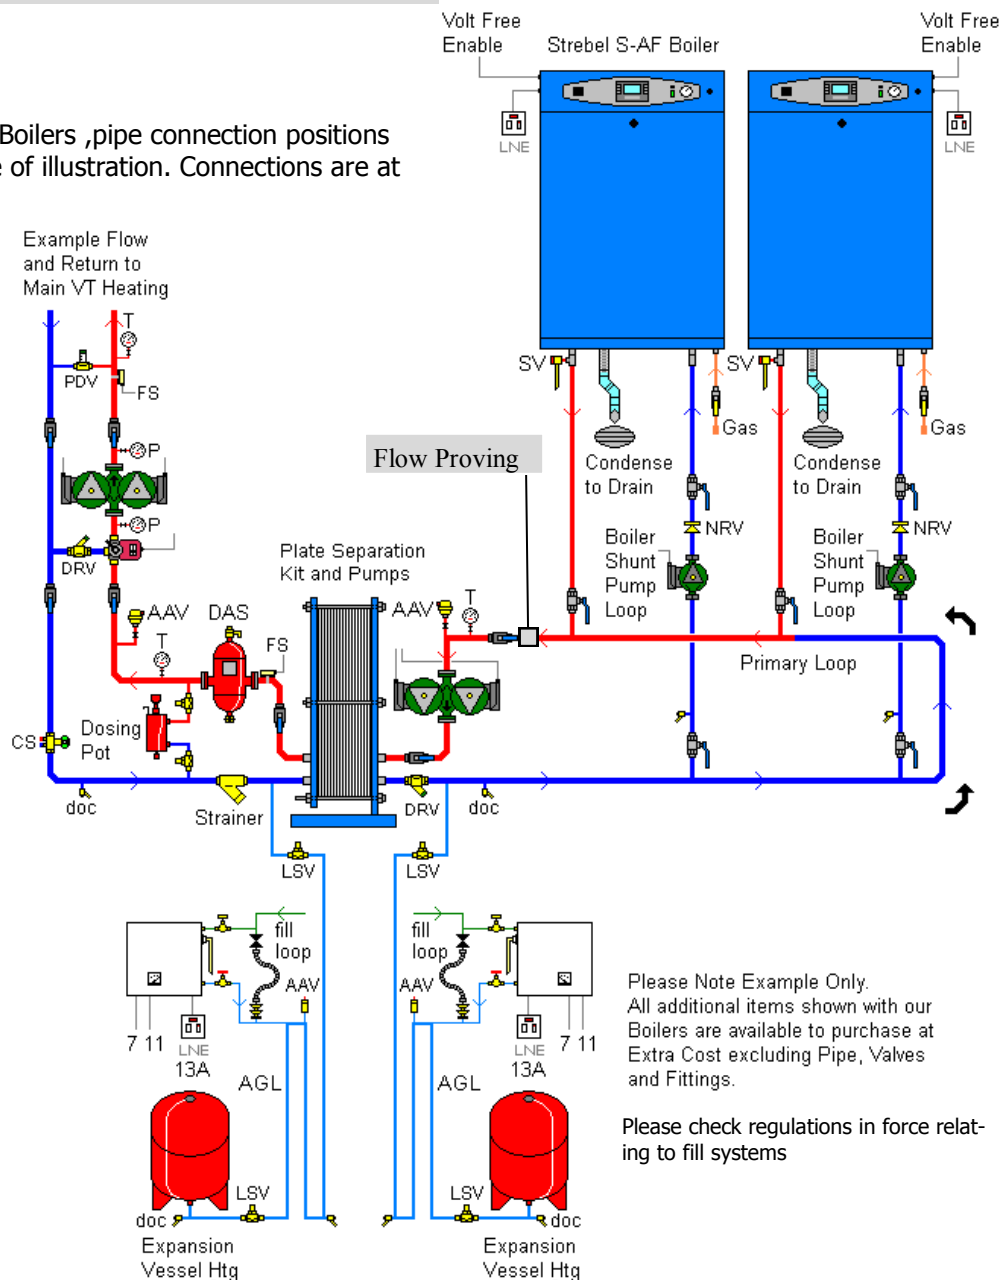 Volt Free
Enable
Strebel S-AF Boiler
Volt Free
Enable
LNE
LNE
Boilers ,pipe connection positions
e of illustration. Connections are at
Example Flow
and Return to
Main VT Heating
T
PDV
FS
P
P
DRV
AAV
DAS
T
FS
Dosing
Pot
CS
doc
Strainer
Plate Separation
Kit and Pumps
Flow Proving
AAV
T
SV
SV
Gas
Gas
Condense
to Drain
Condense
to Drain
NRV
NRV
Boiler
Shunt
Pump
Loop
Boiler
Shunt
Pump
Loop
Primary Loop
DRV
doc
LSV
LSV
fill
loop
fill
loop
AAV
AAV
7 11
LNE
13A
LNE
13A
7 11
AGL
AGL
LSV
LSV
doc
doc
Expansion
Vessel Htg
Expansion
Vessel Htg
Please Note Example Only.
All additional items shown with our
Boilers are available to purchase at
Extra Cost excluding Pipe, Valves
and Fittings.
Please check regulations in force relat-
ing to fill systems